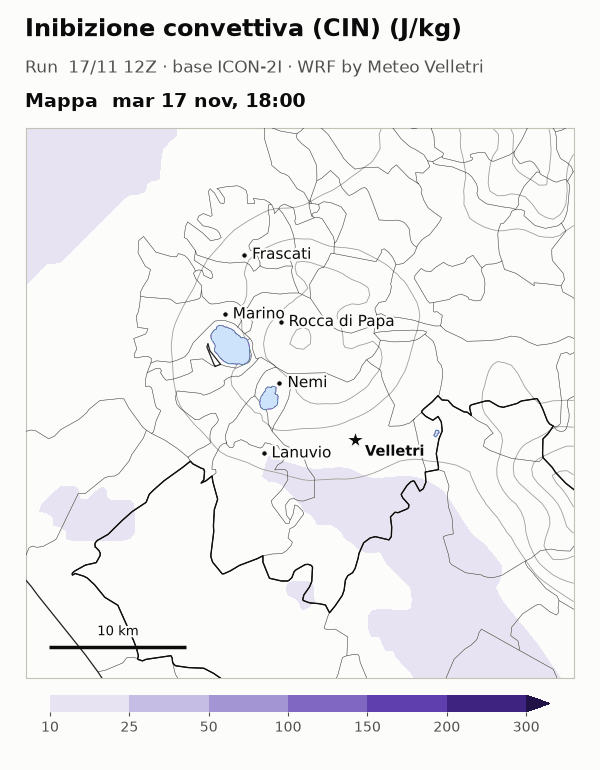 Inibizione convettiva (CIN) (J/kg)
Run  17/11 12Z · base ICON-2I · WRF by Meteo Velletri
Mappa  mar 17 nov, 18:00
Frascati
Marino
Rocca di Papa
Nemi
Velletri
Lanuvio
10 km
10 25 50 100 150 200 300